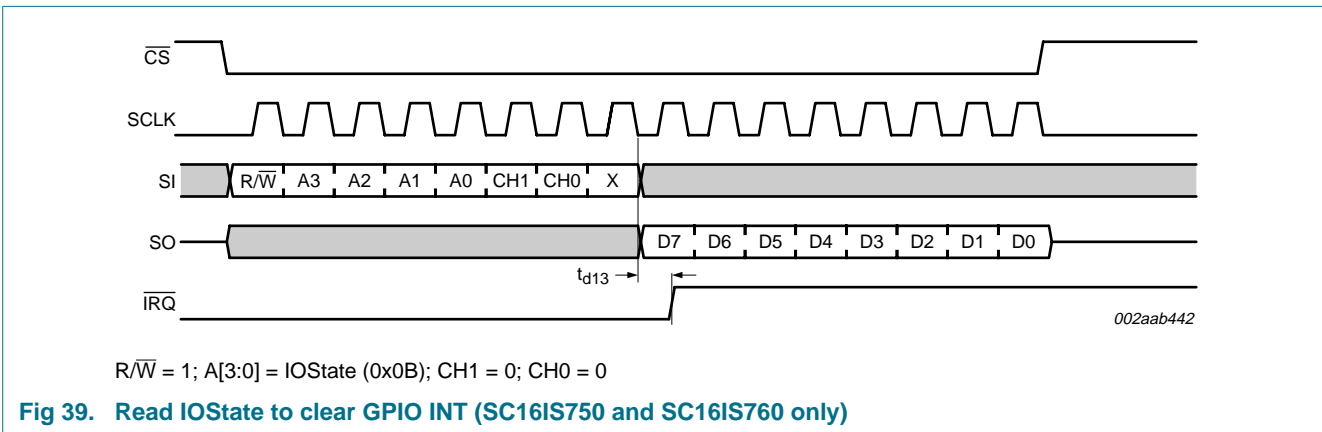 C̅S̅
SCLK
SI R/W̅ A3 A2 A1 A0 CH1 CH0 X
SO D7 D6 D5 D4 D3 D2 D1 D0
td13
I̅R̅Q̅
002aab442
R/W̅ = 1; A[3:0] = IOState (0x0B); CH1 = 0; CH0 = 0
Fig 39. Read IOState to clear GPIO INT (SC16IS750 and SC16IS760 only)